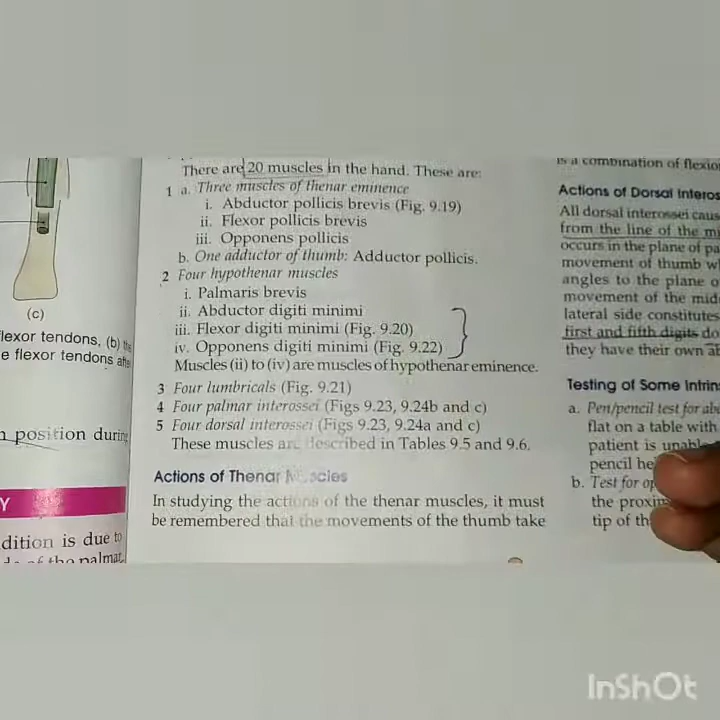 (c)
lexor tendons, (b) the
e flexor tendons afte
n position during
Y
dition is due to
of the palmar
There are 20 muscles in the hand. These are:
1 a. Three muscles of thenar eminence
i. Abductor pollicis brevis (Fig. 9.19)
ii. Flexor pollicis brevis
iii. Opponens pollicis
b. One adductor of thumb: Adductor pollicis.
2 Four hypothenar muscles
i. Palmaris brevis
ii. Abductor digiti minimi
iii. Flexor digiti minimi (Fig. 9.20)
iv. Opponens digiti minimi (Fig. 9.22)
Muscles (ii) to (iv) are muscles of hypothenar eminence.
3 Four lumbricals (Fig. 9.21)
4 Four palmar interossei (Figs 9.23, 9.24b and c)
5 Four dorsal interossei (Figs 9.23, 9.24a and c)
These muscles are described in Tables 9.5 and 9.6.
Actions of Thenar Muscles
In studying the actions of the thenar muscles, it must
be remembered that the movements of the thumb take
is a combination of flexio
Actions of Dorsal Interos
All dorsal interossei caus
from the line of the mi
occurs in the plane of pa
movement of thumb w
angles to the plane o
movement of the mid
lateral side constitutes
first and fifth digits do
they have their own ab
Testing of Some Intrins
a. Pen/pencil test for ab
flat on a table with
patient is unabl
pencil he
b. Test for op
the proxim
tip of th
InShOt